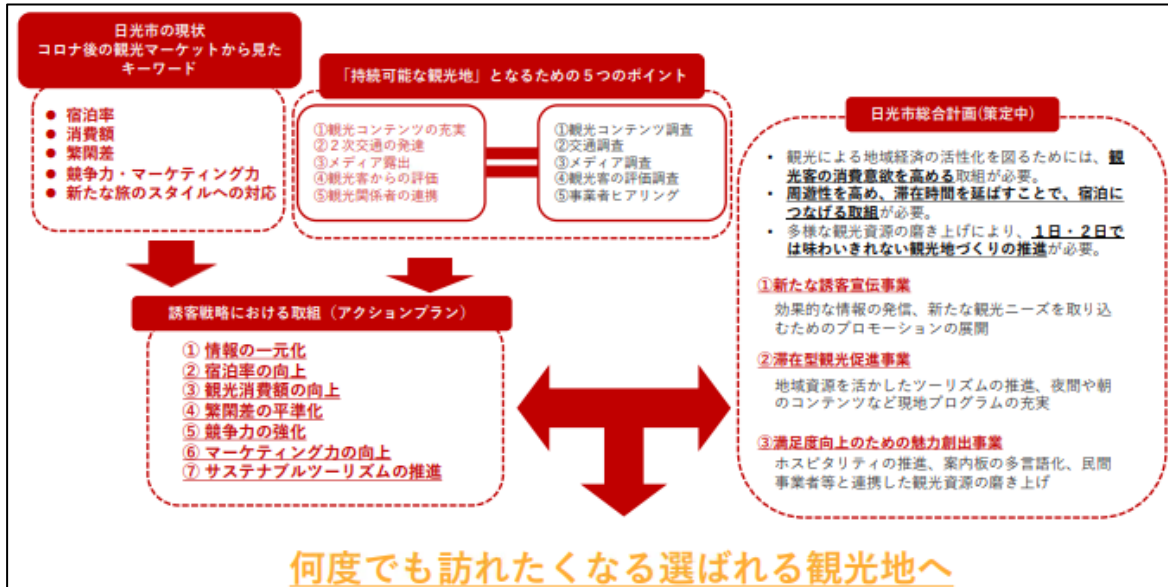 日光市の現状
コロナ後の観光マーケットから見た
キーワード
● 宿泊率
● 消費額
● 繁閑差
● 競争力・マーケティング力
● 新たな旅のスタイルへの対応
「持続可能な観光地」となるための５つのポイント
①観光コンテンツの充実
②２次交通の発達
③メディア露出
④観光客からの評価
⑤観光関係者の連携
①観光コンテンツ調査
②交通調査
③メディア調査
④観光客の評価調査
⑤事業者ヒアリング
誘客戦略における取組（アクションプラン）
① 情報の一元化
② 宿泊率の向上
③ 観光消費額の向上
④ 繁閑差の平準化
⑤ 競争力の強化
⑥ マーケティング力の向上
⑦ サステナブルツーリズムの推進
日光市総合計画(策定中)
• 観光による地域経済の活性化を図るためには、観
光客の消費意欲を高める取組が必要。
• 周遊性を高め、滞在時間を延ばすことで、宿泊に
つなげる取組が必要。
• 多様な観光資源の磨き上げにより、１日・２日で
は味わいきれない観光地づくりの推進が必要。
①新たな誘客宣伝事業
効果的な情報の発信、新たな観光ニーズを取り込
むためのプロモーションの展開
②滞在型観光促進事業
地域資源を活かしたツーリズムの推進、夜間や朝
のコンテンツなど現地プログラムの充実
③満足度向上のための魅力創出事業
ホスピタリティの推進、案内板の多言語化、民間
事業者等と連携した観光資源の磨き上げ
何度でも訪れたくなる選ばれる観光地へ